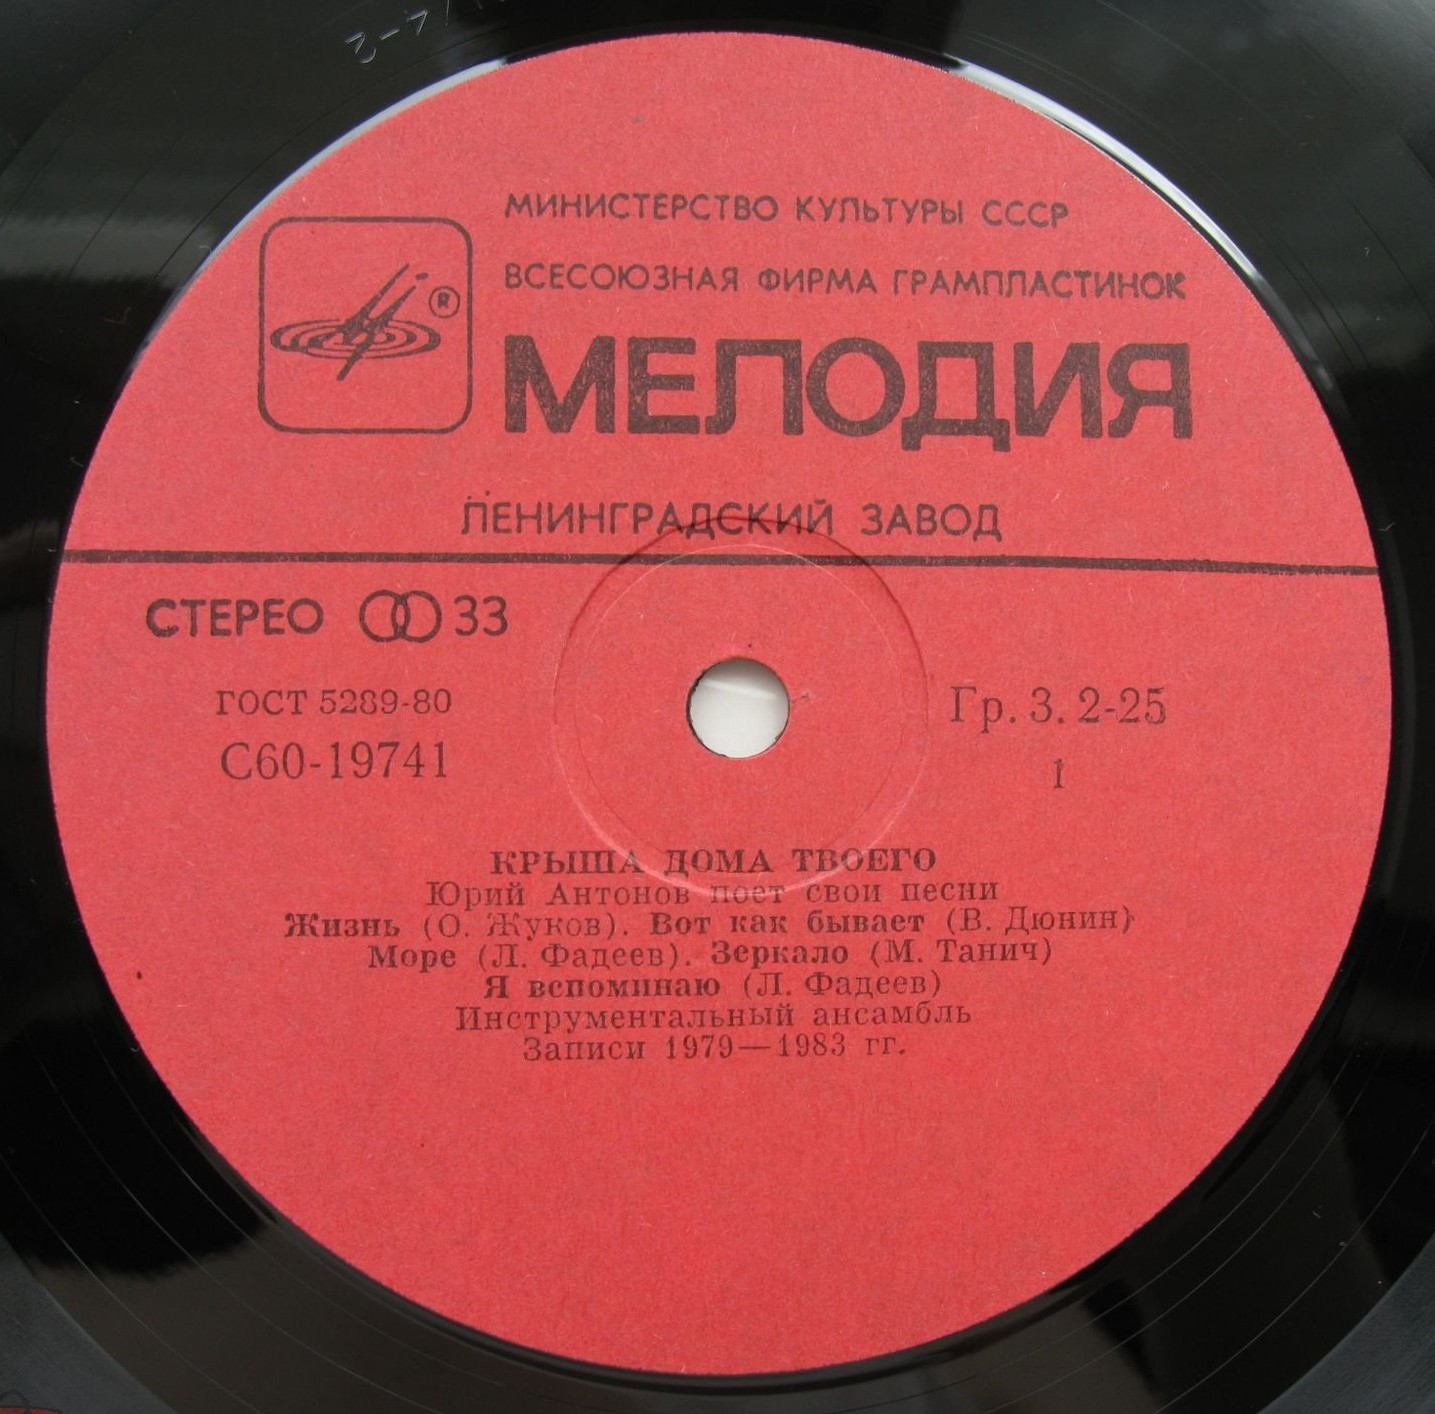 МИНИСТЕРСТВО КУЛЬТУРЫ СССР
ВСЕСОЮЗНАЯ ФИРМА ГРАМПЛАСТИНОК
®
МЕЛОДИЯ
ЛЕНИНГРАДСКИЙ ЗАВОД
СТЕРЕО 33
ГОСТ 5289-80
Гр. 3. 2-25
С60-19741
1
КРЫША ДОМА ТВОЕГО
Юрий Антонов поет свои песни
Жизнь (О. Жуков). Вот как бывает (В. Дюнин)
Море (Л. Фадеев). Зеркало (М. Танич)
Я вспоминаю (Л. Фадеев)
Инструментальный ансамбль
Записи 1979—1983 гг.